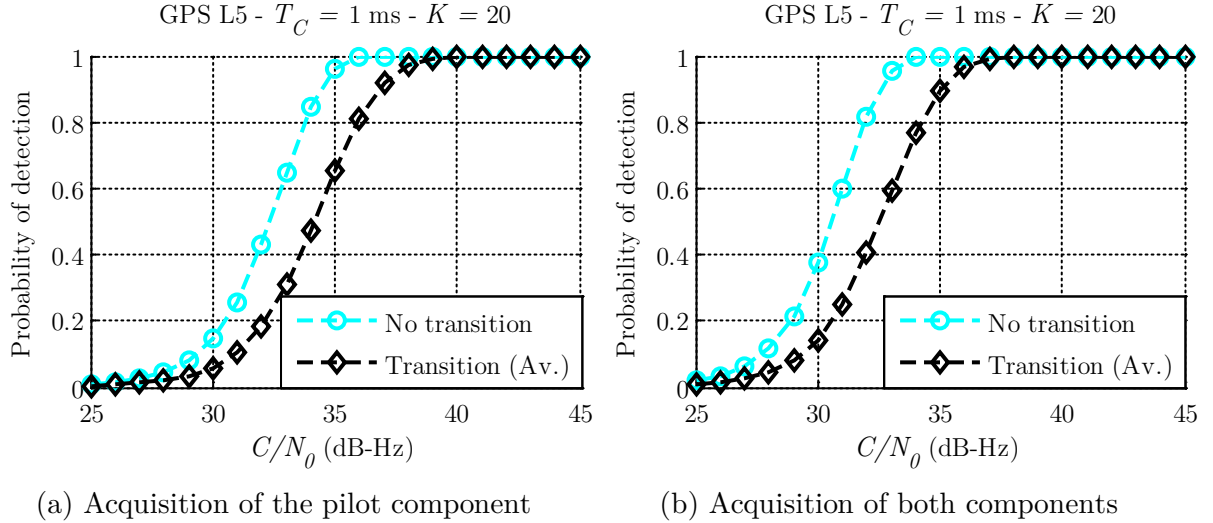 GPS L5 - T_C = 1 ms - K = 20
Probability of detection
1
0.8
0.6
0.4
0.2
0
No transition
Transition (Av.)
25 30 35 40 45
C/N_0 (dB-Hz)
(a) Acquisition of the pilot component
GPS L5 - T_C = 1 ms - K = 20
Probability of detection
1
0.8
0.6
0.4
0.2
0
No transition
Transition (Av.)
25 30 35 40 45
C/N_0 (dB-Hz)
(b) Acquisition of both components